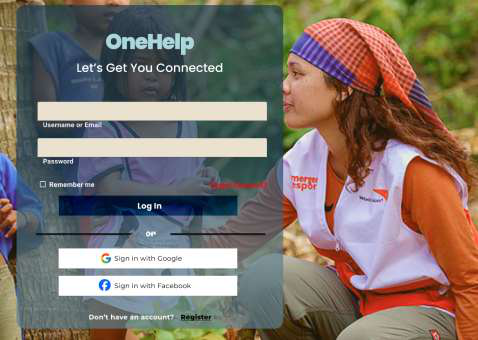 OneHelp
Let's Get You Connected
Username or Email
Password
Remember me
Log In
or
Sign in with Google
Sign in with Facebook
Don't have an account? Register